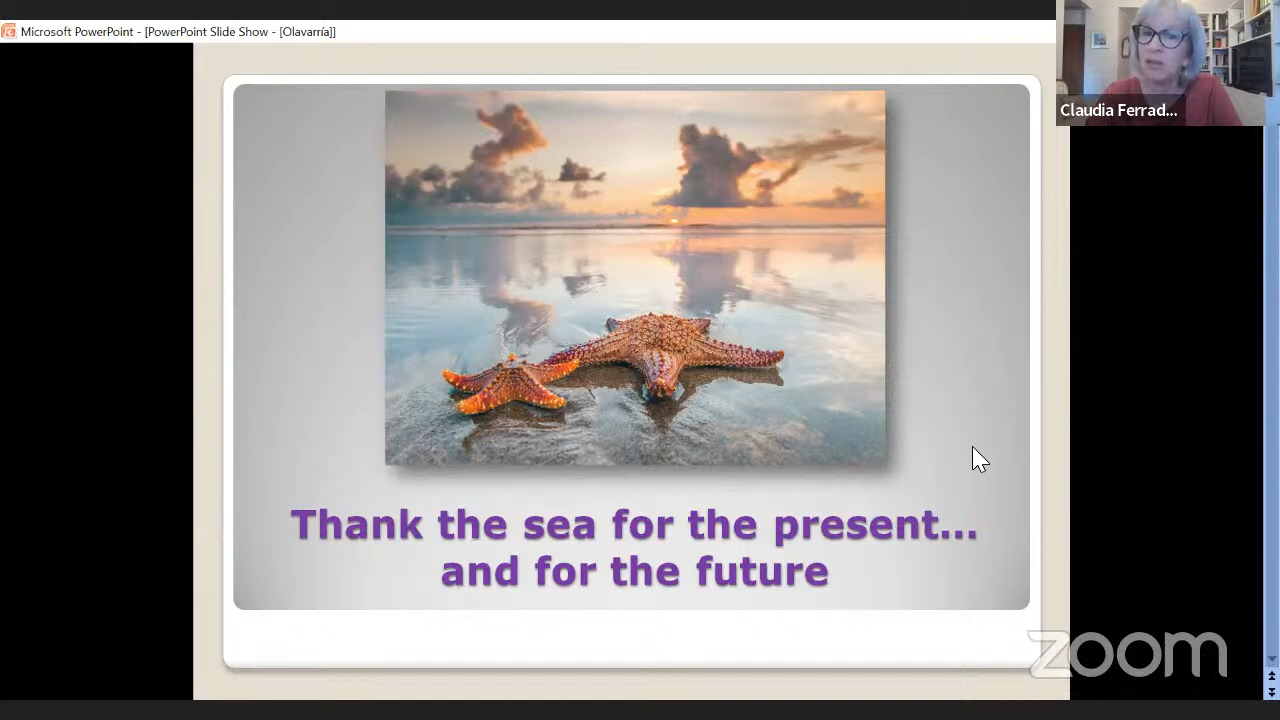 Microsoft PowerPoint - [PowerPoint Slide Show - [Olavarría]]
Claudia Ferrad...
Thank the sea for the present...
and for the future
zoom